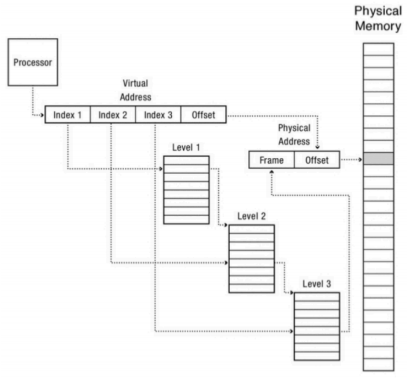 Physical
Memory
Processor
Virtual
Address
Index 1 Index 2 Index 3 Offset
Physical
Address
Level 1
Frame Offset
Level 2
Level 3